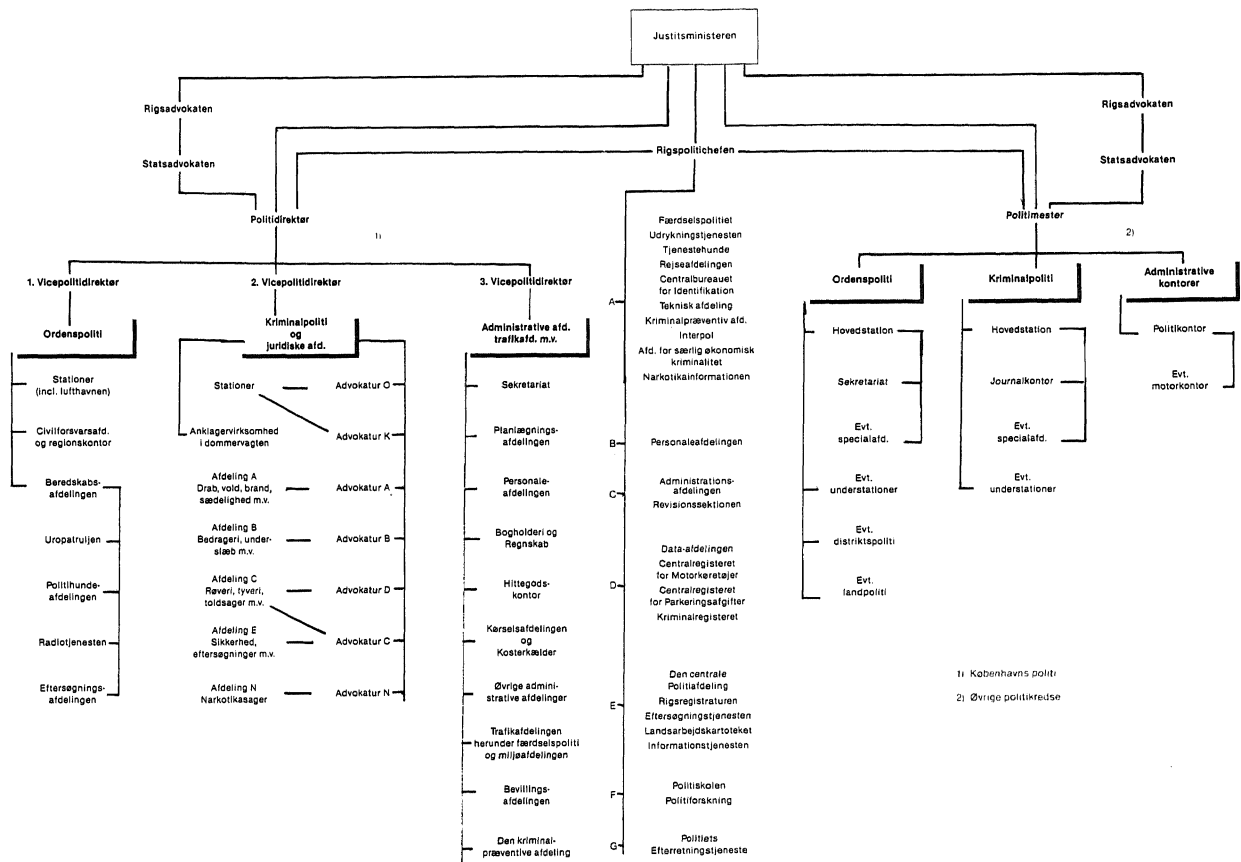 Justitsministeren
Rigsadvokaten
Statsadvokaten
Rigspolitichefen
Rigsadvokaten
Statsadvokaten
Politidirektør
1)
1. Vicepolitidirektør
Ordenspoliti
Stationer
(incl. lufthavnen)
Civilforsvarsafd.
og regionskontor
Beredskabs-
afdelingen
Uropatruljen
Politihunde-
afdelingen
Radiotjenesten
Eftersøgnings-
afdelingen
2. Vicepolitidirektør
Kriminalpoliti
og
juridiske afd.
Stationer
Advokatur O
Anklagervirksomhed
i dommervagten
Advokatur K
Afdeling A
Drab, vold, brand,
sædelighed m.v.
Advokatur A
Afdeling B
Bedrageri, under-
slæb m.v.
Advokatur B
Afdeling C
Røveri, tyveri,
toldsager m.v.
Advokatur D
Afdeling E
Sikkerhed,
eftersøgninger m.v.
Advokatur C
Afdeling N
Narkotikasager
Advokatur N
3. Vicepolitidirektør
Administrative afd.
trafikafd. m.v.
Sekretariat
Planlægnings-
afdelingen
Personale-
afdelingen
Bogholderi og
Regnskab
Hittegods-
kontor
Kørselsafdelingen
og
Kosterkælder
Øvrige admini-
strative afdelinger
Trafikafdelingen
herunder færdselspoliti
og miljøafdelingen
Bevillings-
afdelingen
Den kriminal-
præventive afdeling
A
Færdselspolitiet
Udrykningstjenesten
Tjenestehunde
Rejseafdelingen
Centralbureauet
for Identifikation
Teknisk afdeling
Kriminalpræventiv afd.
Interpol
Afd. for særlig økonomisk
kriminalitet
Narkotikainformationen
B
Personaleafdelingen
C
Administrations-
afdelingen
Revisionssektionen
D
Data-afdelingen
Centralregisteret
for Motorkøretøjer
Centralregisteret
for Parkeringsafgifter
Kriminalregisteret
E
Den centrale
Politiafdeling
Rigsregistraturen
Eftersøgningstjenesten
Landsarbejdskartoteket
Informationstjenesten
F
Politiskolen
Politiforskning
G
Politiets
Efterretningstjeneste
Politimester
2)
Ordenspoliti
Hovedstation
Sekretariat
Evt.
specialafd.
Evt.
understationer
Evt.
distriktspoliti
Evt.
landpoliti
Kriminalpoliti
Hovedstation
Journalkontor
Evt.
specialafd.
Evt.
understationer
Administrative
kontorer
Politikontor
Evt.
motorkontor
1) Københavns politi
2) Øvrige politikredse